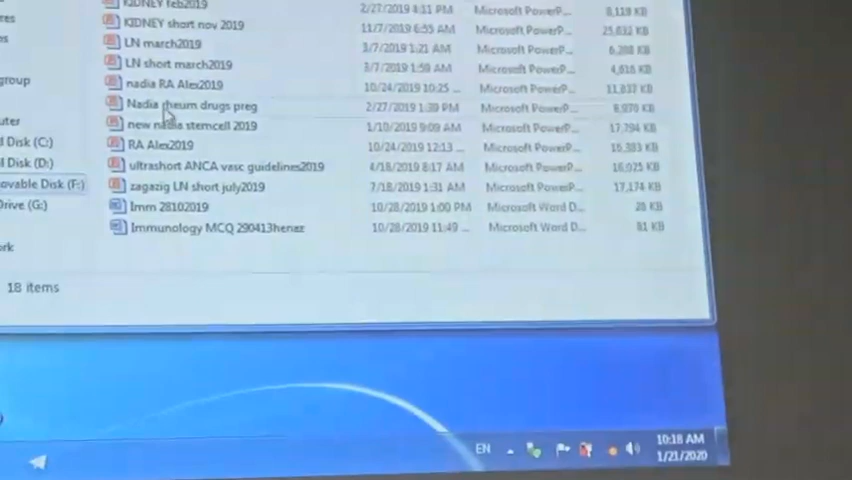 KIDNEY feb2019 2/27/2019 8:11 PM Microsoft PowerP... 8,119 KB
KIDNEY short nov 2019 11/7/2019 6:55 AM Microsoft PowerP... 25,632 KB
LN march2019 3/7/2019 1:21 AM Microsoft PowerP... 6,288 KB
group LN short march2019 3/7/2019 1:59 AM Microsoft PowerP... 4,616 KB
nadia RA Alex2019 10/24/2019 10:25 ... Microsoft PowerP... 11,837 KB
uter Nadia rheum drugs preg 2/27/2019 1:39 PM Microsoft PowerP... 8,970 KB
l Disk (C:) new nadia stemcell 2019 1/10/2019 9:09 AM Microsoft PowerP... 17,794 KB
l Disk (D:) RA Alex2019 10/24/2019 12:13 ... Microsoft PowerP... 16,383 KB
ovable Disk (F:) ultrashort ANCA vasc guidelines2019 4/18/2019 8:17 AM Microsoft PowerP... 16,025 KB
Drive (G:) zagazig LN short july2019 7/18/2019 1:31 AM Microsoft PowerP... 17,174 KB
Imm 28102019 10/28/2019 1:00 PM Microsoft Word D... 28 KB
ork Immunology MCQ 290413henaz 10/28/2019 11:49 ... Microsoft Word D... 81 KB
18 items
EN 10:18 AM
1/21/2020